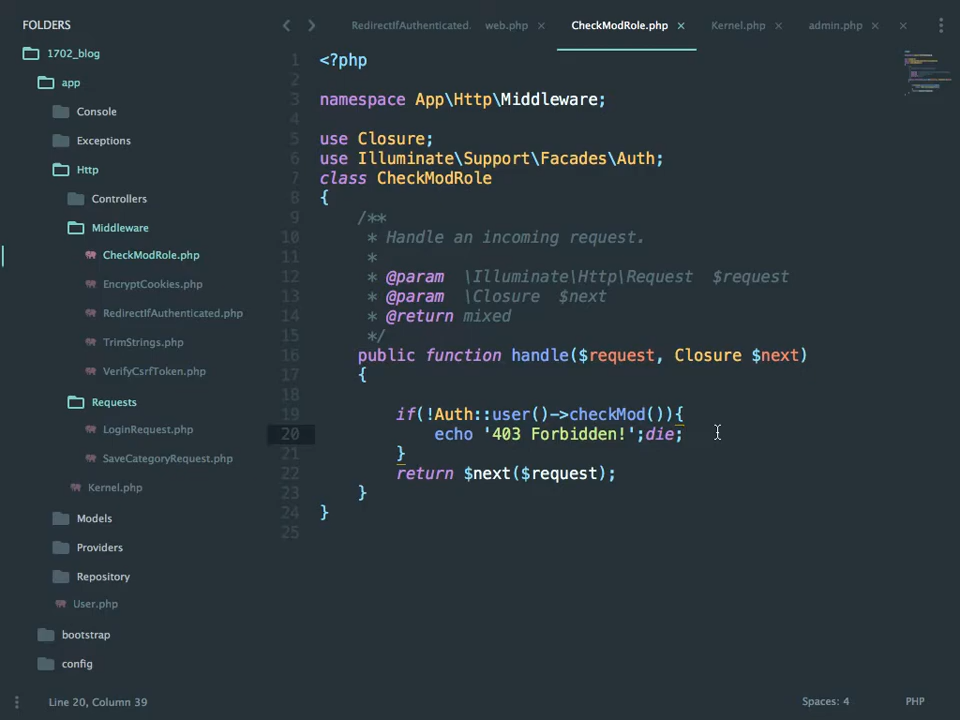 FOLDERS
1702_blog
app
Console
Exceptions
Http
Controllers
Middleware
CheckModRole.php
EncryptCookies.php
RedirectIfAuthenticated.php
TrimStrings.php
VerifyCsrfToken.php
Requests
LoginRequest.php
SaveCategoryRequest.php
Kernel.php
Models
Providers
Repository
User.php
bootstrap
config
RedirectIfAuthenticated. web.php × CheckModRole.php × Kernel.php × admin.php × ×
1 <?php
2
3 namespace App\Http\Middleware;
4
5 use Closure;
6 use Illuminate\Support\Facades\Auth;
7 class CheckModRole
8 {
9 /**
10 * Handle an incoming request.
11 *
12 * @param \Illuminate\Http\Request $request
13 * @param \Closure $next
14 * @return mixed
15 */
16 public function handle($request, Closure $next)
17 {
18
19 if(!Auth::user()->checkMod()){
20 echo '403 Forbidden!';die;
21 }
22 return $next($request);
23 }
24 }
25
Line 20, Column 39 Spaces: 4 PHP